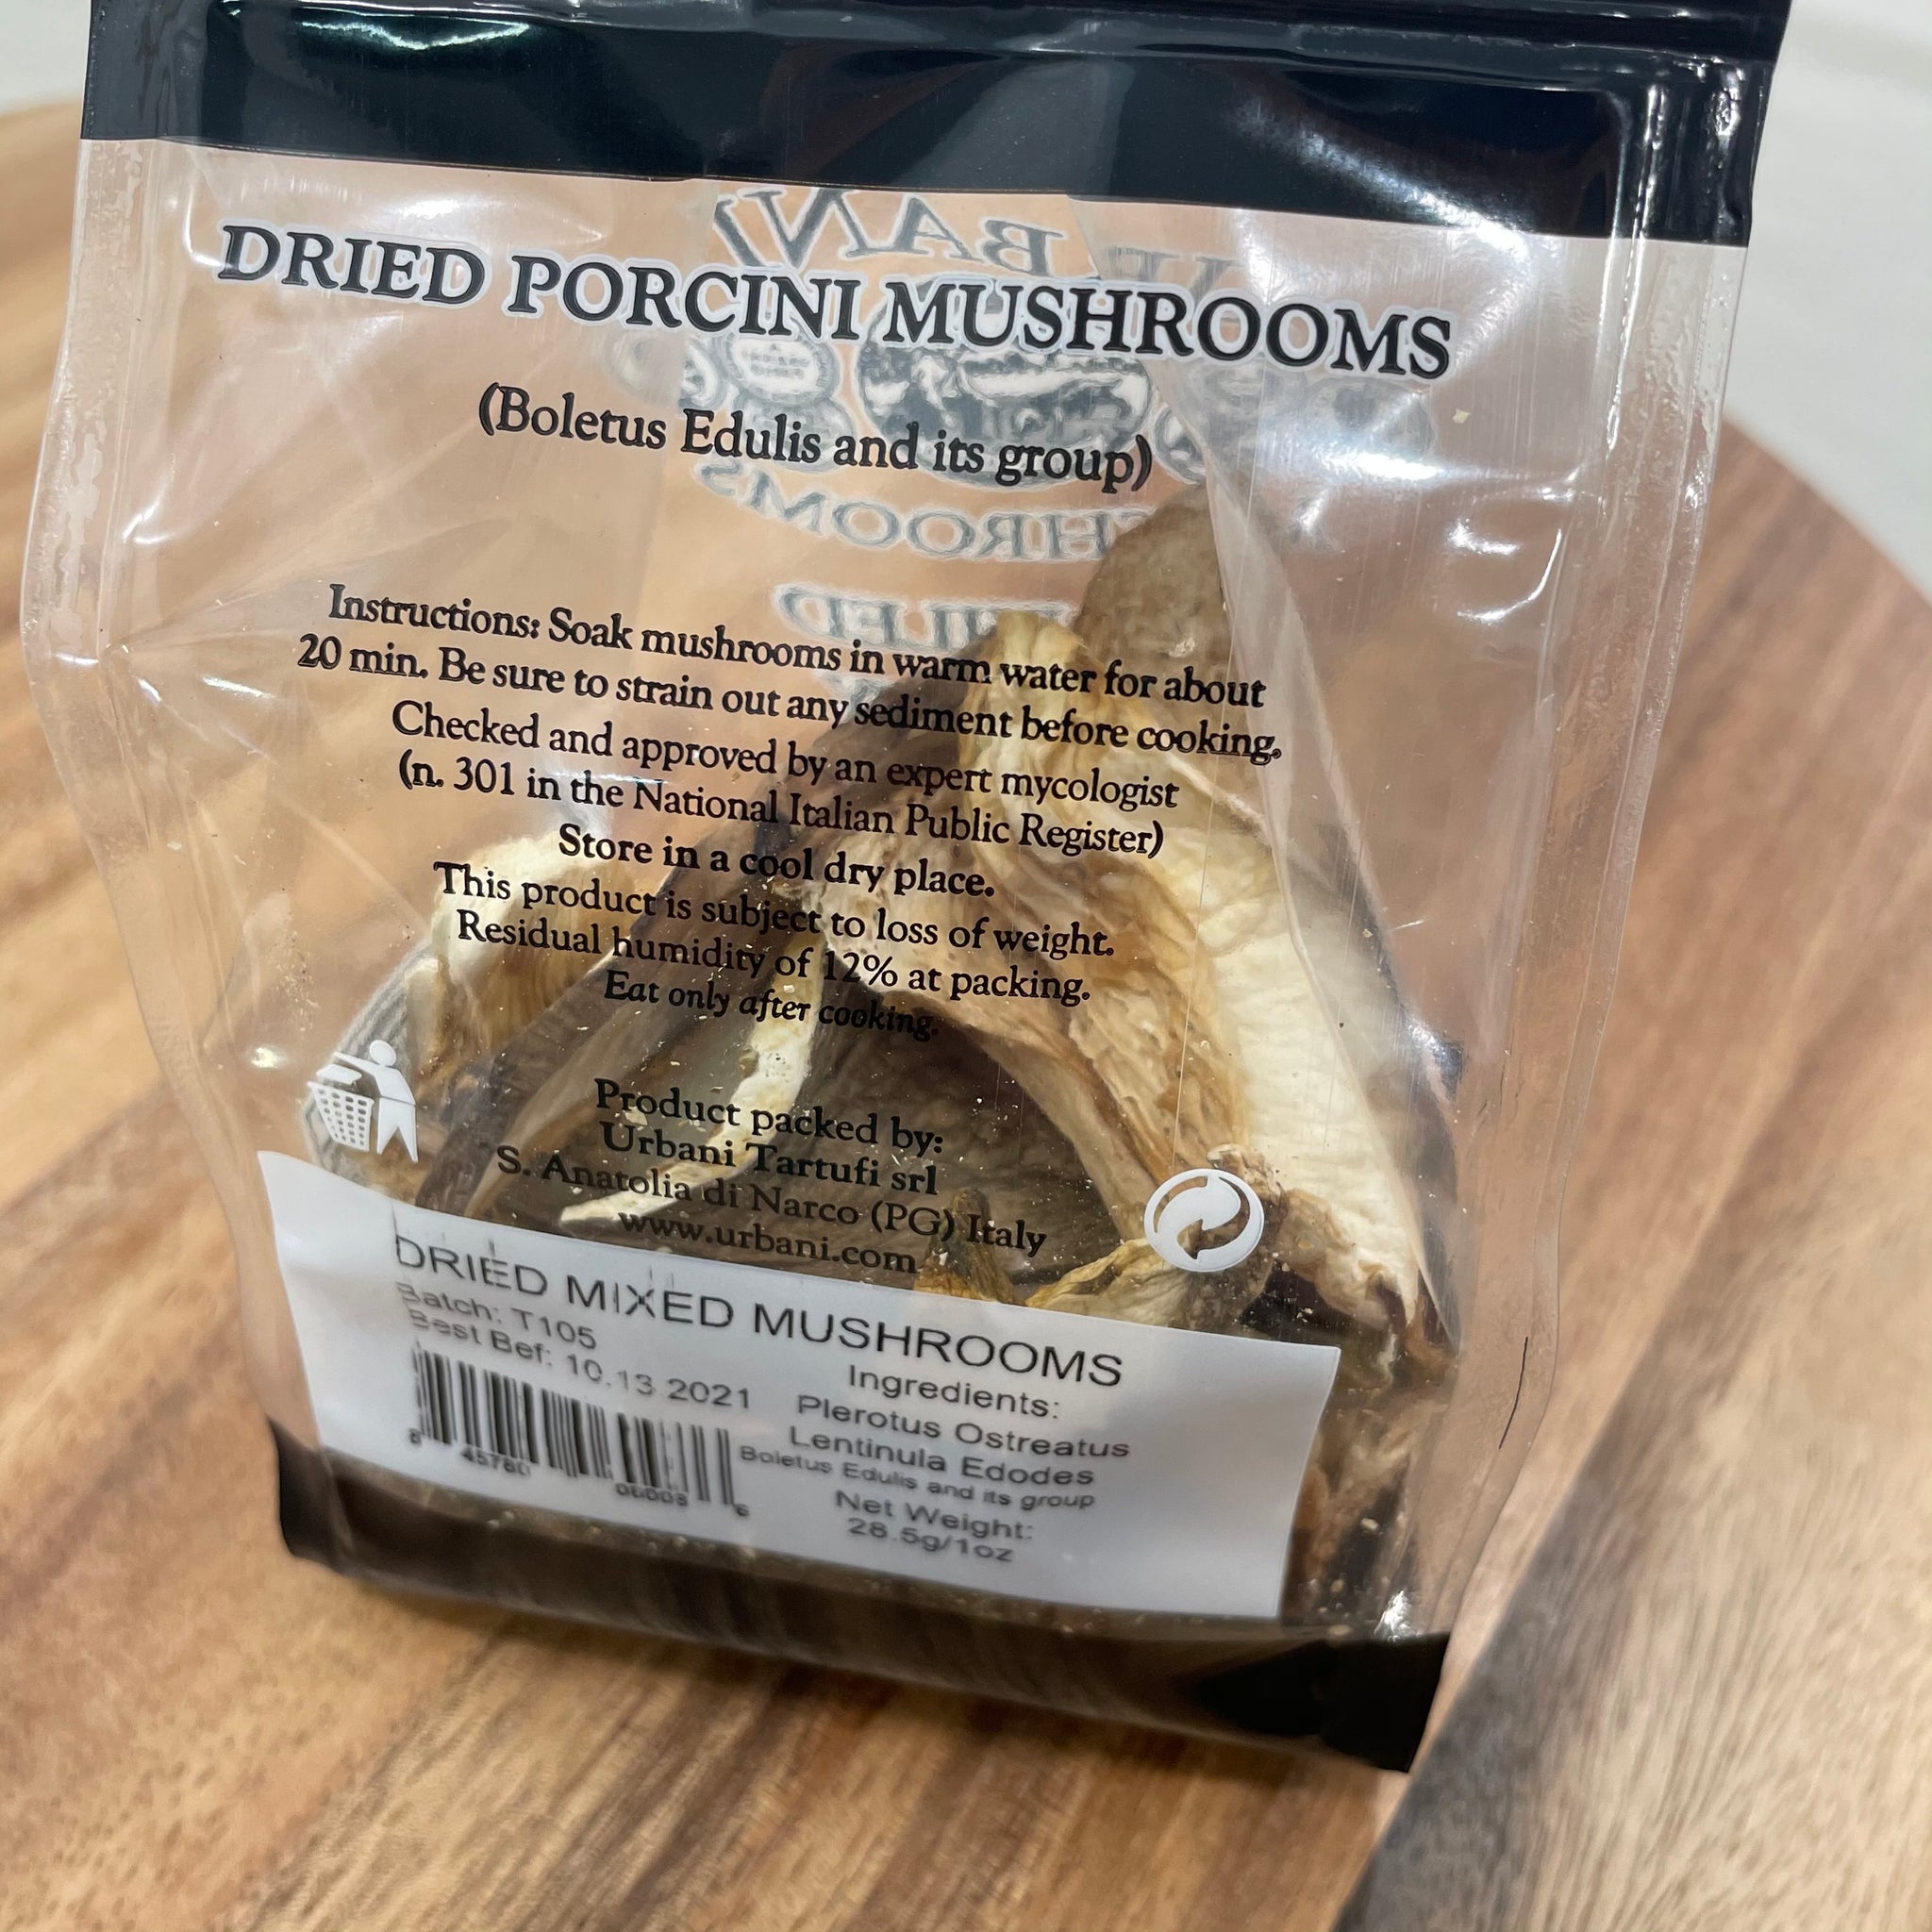 DRIED PORCINI MUSHROOMS
(Boletus Edulis and its group)
Instructions: Soak mushrooms in warm water for about
20 min. Be sure to strain out any sediment before cooking.
Checked and approved by an expert mycologist
(n. 301 in the National Italian Public Register)
Store in a cool dry place.
This product is subject to loss of weight.
Residual humidity of 12% at packing.
Eat only after cooking.
Product packed by:
Urbani Tartufi srl
S. Anatolia di Narco (PG) Italy
www.urbani.com
DRIED MIXED MUSHROOMS
Batch: T105
Best Bef: 10.13.2021
Ingredients:
Plerotus Ostreatus
Lentinula Edodes
Boletus Edulis and its group
Net Weight:
28.5g/1oz